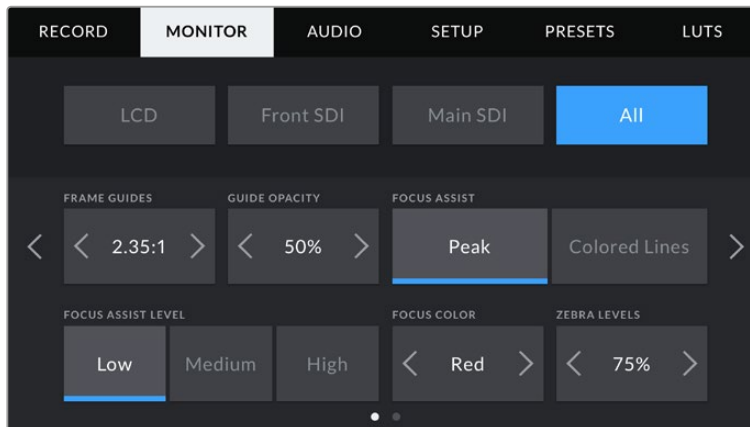 RECORD MONITOR AUDIO SETUP PRESETS LUTS
LCD Front SDI Main SDI All
FRAME GUIDES GUIDE OPACITY FOCUS ASSIST
2.35:1 50% Peak Colored Lines
FOCUS ASSIST LEVEL FOCUS COLOR ZEBRA LEVELS
Low Medium High Red 75%